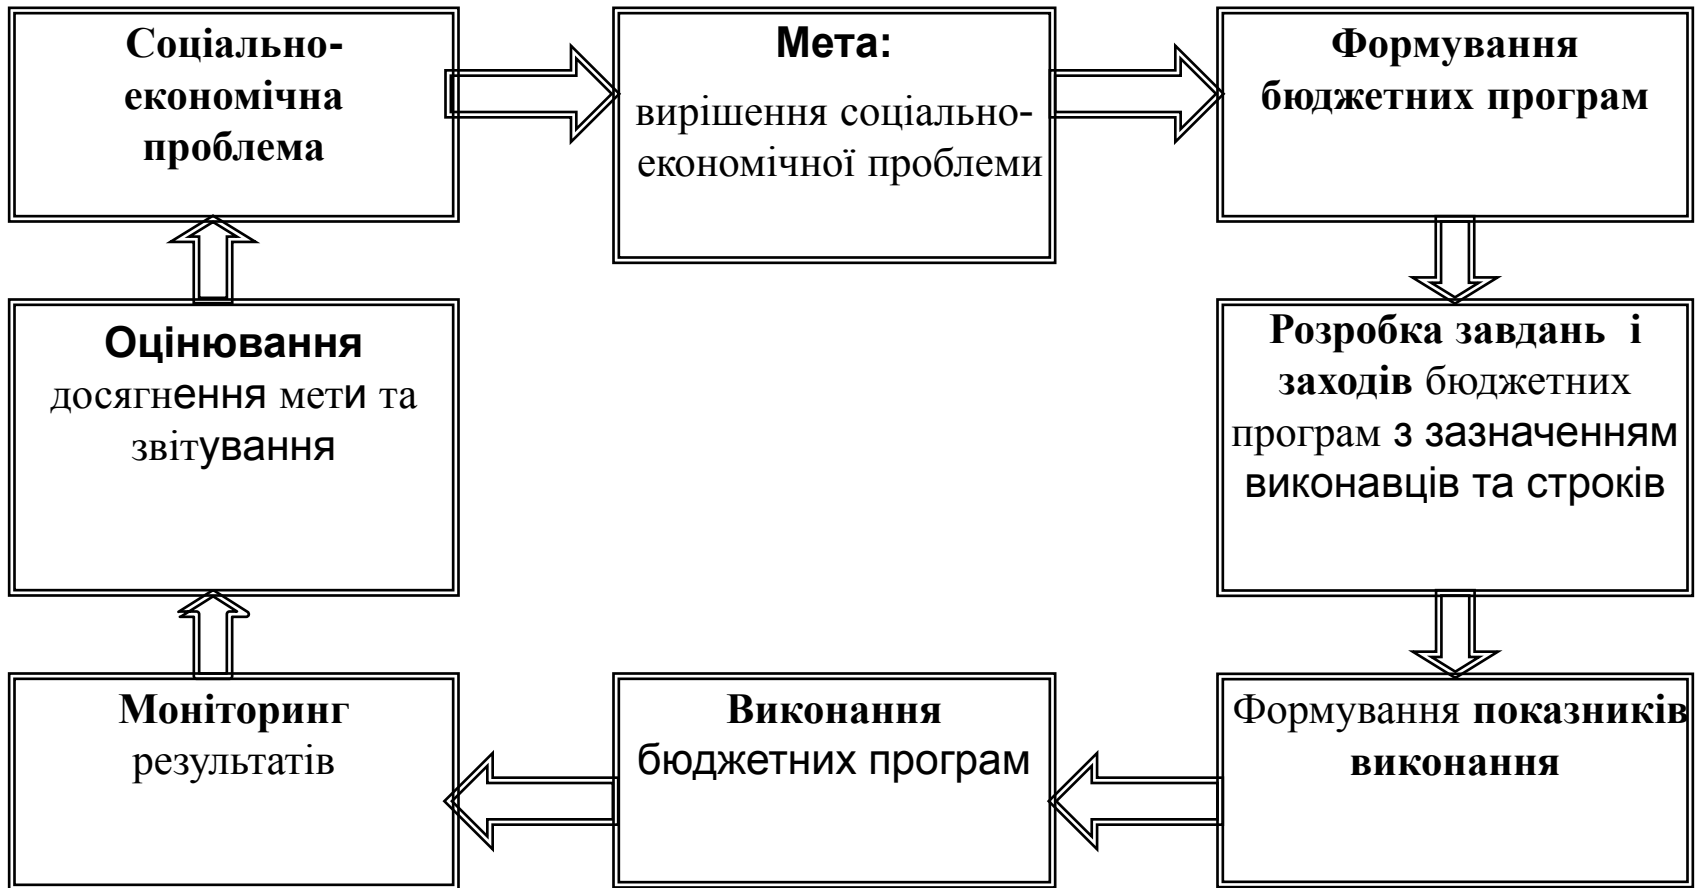 Соціально-
економічна
проблема
Мета:
вирішення соціально-
економічної проблеми
Формування
бюджетних програм
Розробка завдань і
заходів бюджетних
програм з зазначенням
виконавців та строків
Формування показників
виконання
Виконання
бюджетних програм
Моніторинг
результатів
Оцінювання
досягнення мети та
звітування